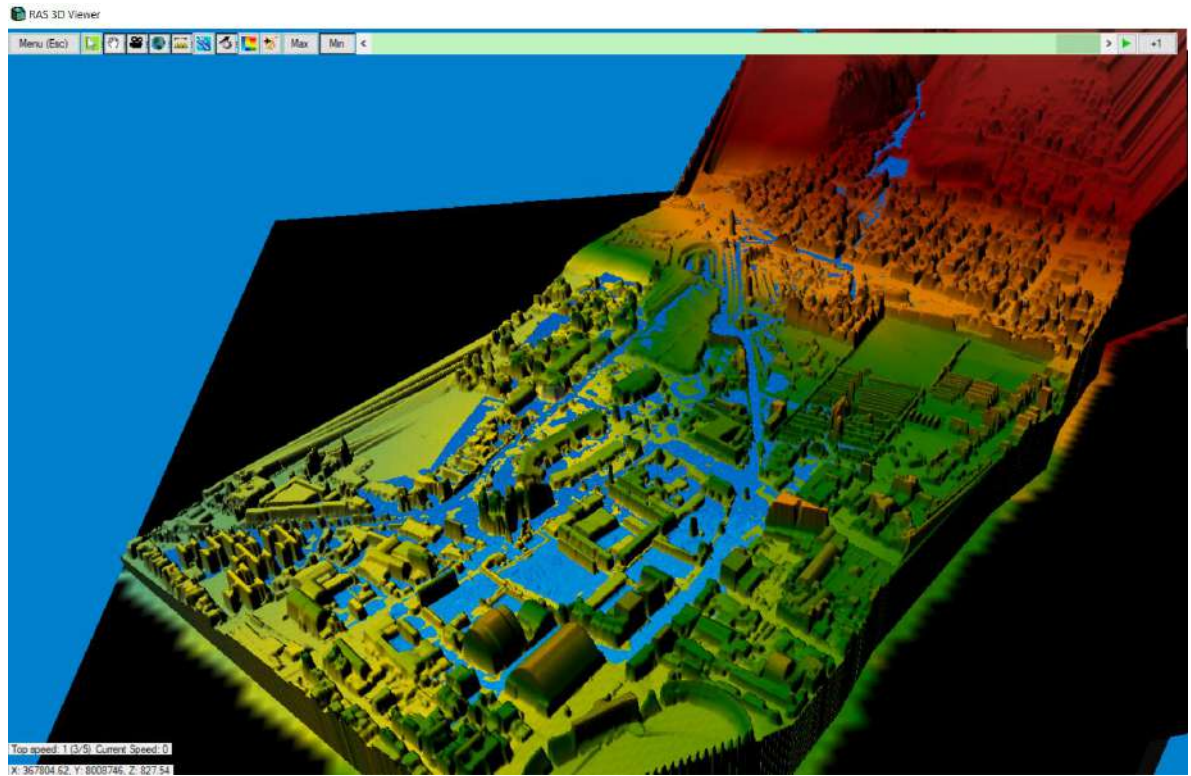 RAS 3D Viewer
Menu (Esc) Max Min < > +1
Top speed: 1 (3/5) Current Speed: 0
X: 367804.62, Y: 8008746, Z: 827.54